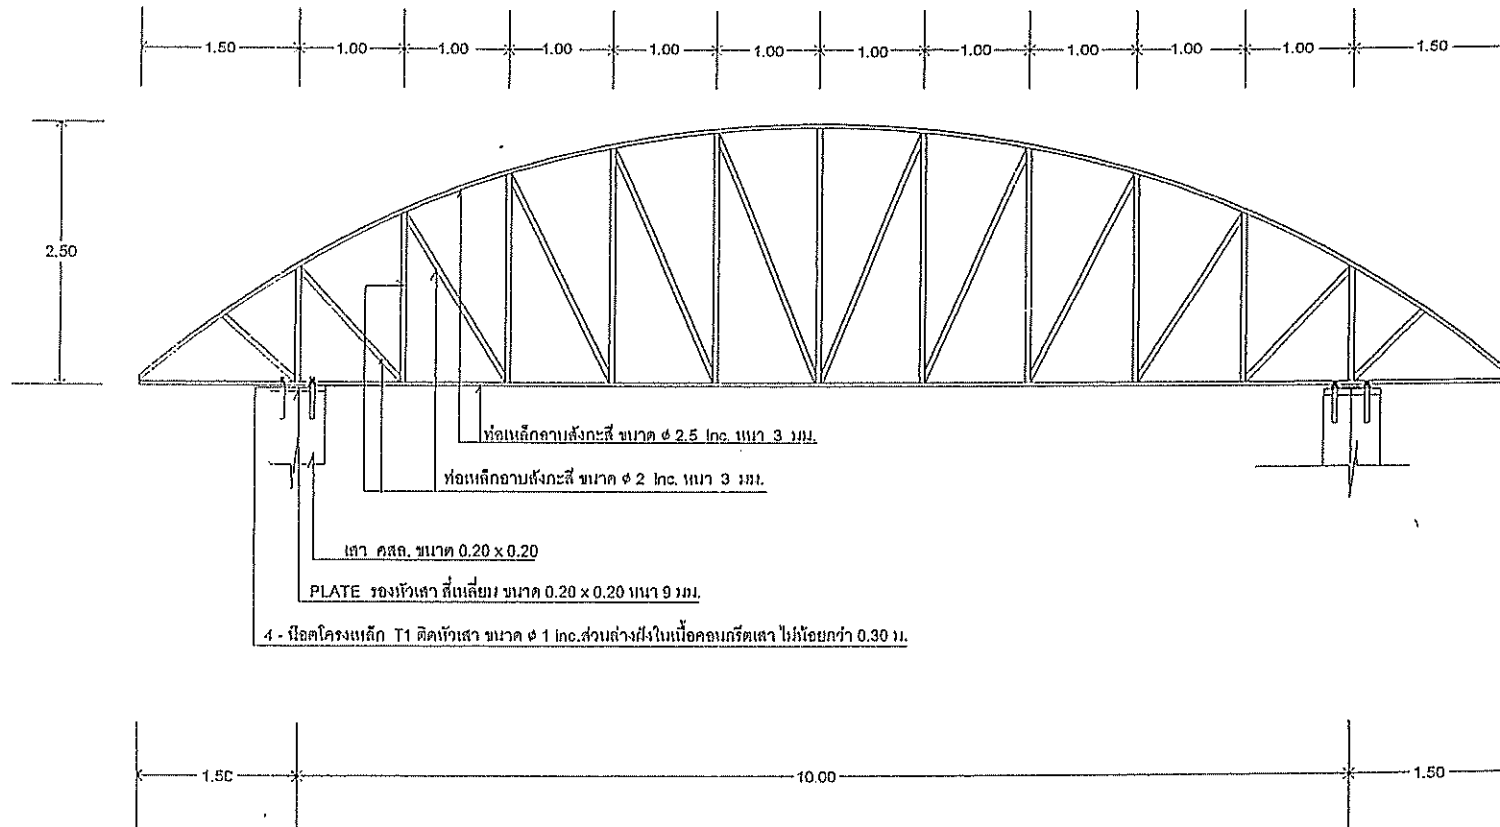 1.50 1.00 1.00 1.00 1.00 1.00 1.00 1.00 1.00 1.00 1.00 1.50
2.50
ท่อเหล็กอาบสังกะสี ขนาด ø 2.5 Inc. หนา 3 มม.
ท่อเหล็กอาบสังกะสี ขนาด ø 2 Inc. หนา 3 มม.
เสา คสล. ขนาด 0.20 x 0.20
PLATE รองหัวเสา สี่เหลี่ยม ขนาด 0.20 x 0.20 หนา 9 มม.
4 - น๊อตโครงเหล็ก T1 ติดหัวเสา ขนาด ø 1 inc.ส่วนล่างฝังในเนื้อคอนกรีตเสา ไม่น้อยกว่า 0.30 ม.
1.50 10.00 1.50